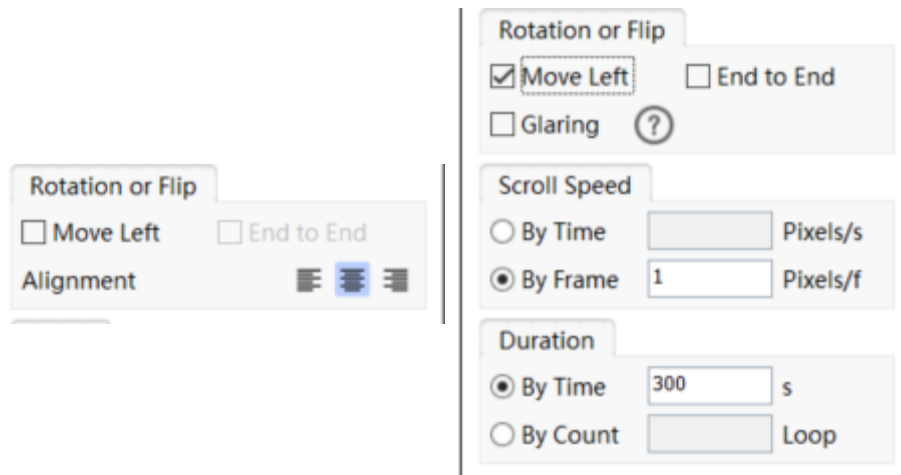 Rotation or Flip
Move Left End to End
Alignment
Rotation or Flip
Move Left End to End
Glaring ?
Scroll Speed
By Time Pixels/s
By Frame 1 Pixels/f
Duration
By Time 300 s
By Count Loop